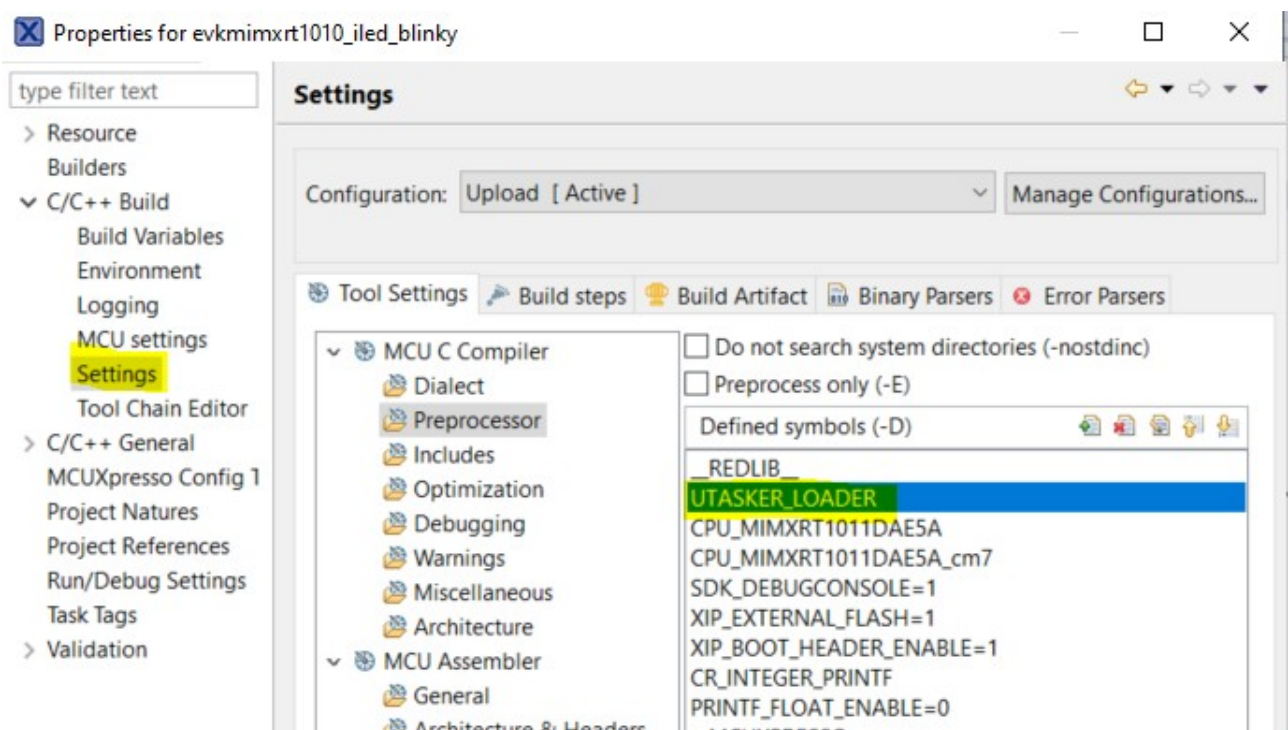 Properties for evkmimxrt1010_iled_blinky
type filter text
Resource
Builders
C/C++ Build
Build Variables
Environment
Logging
MCU settings
Settings
Tool Chain Editor
C/C++ General
MCUXpresso Config T
Project Natures
Project References
Run/Debug Settings
Task Tags
Validation
Settings
Configuration: Upload [ Active ]
Manage Configurations...
Tool Settings
Build steps
Build Artifact
Binary Parsers
Error Parsers
MCU C Compiler
Dialect
Preprocessor
Includes
Optimization
Debugging
Warnings
Miscellaneous
Architecture
MCU Assembler
General
Architecture & Headers
Do not search system directories (-nostdinc)
Preprocess only (-E)
Defined symbols (-D)
__REDLIB__
UTASKER_LOADER
CPU_MIMXRT1011DAE5A
CPU_MIMXRT1011DAE5A_cm7
SDK_DEBUGCONSOLE=1
XIP_EXTERNAL_FLASH=1
XIP_BOOT_HEADER_ENABLE=1
CR_INTEGER_PRINTF
PRINTF_FLOAT_ENABLE=0